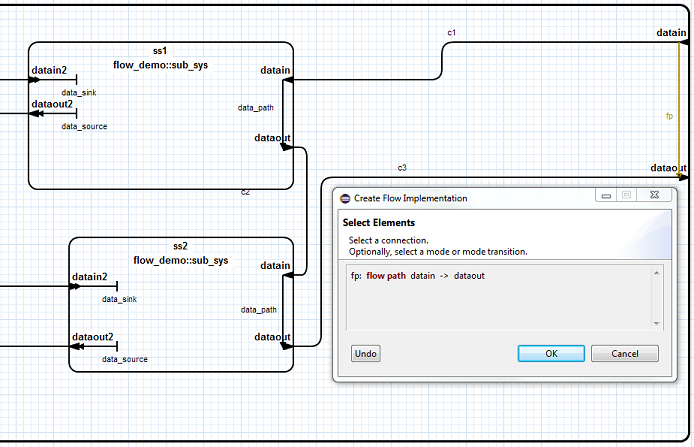 c1
datain
ss1
flow_demo::sub_sys
datain2
datain
data_sink
dataout2
data_path
data_source
dataout
fp
c3
dataout
c2
Create Flow Implementation
Select Elements
Select a connection.
Optionally, select a mode or mode transition.
fp: flow path datain -> dataout
Undo
OK
Cancel
ss2
flow_demo::sub_sys
datain
datain2
data_sink
data_path
dataout2
dataout
data_source